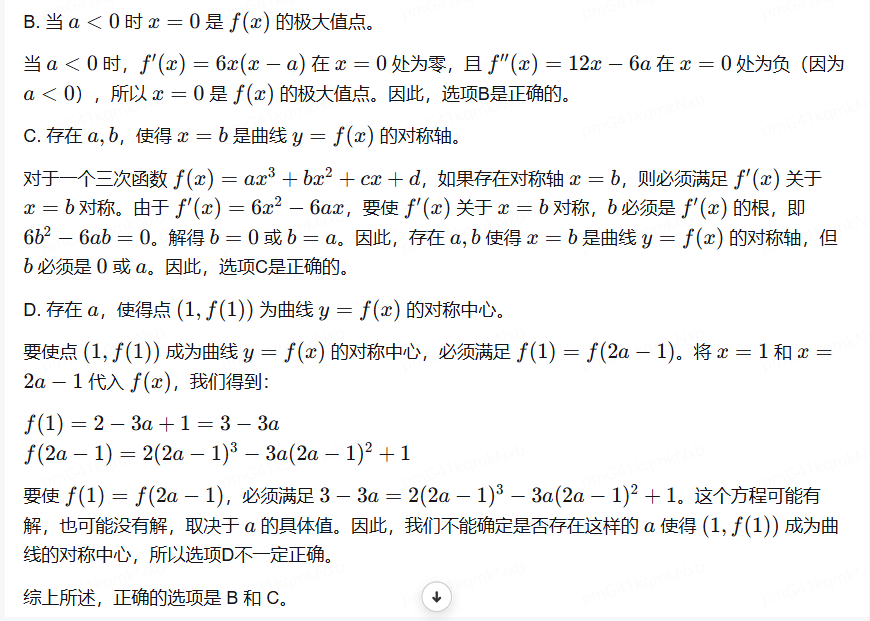 B. 当 a < 0 时 x = 0 是 f(x) 的极大值点。
当 a < 0 时，f′(x) = 6x(x − a) 在 x = 0 处为零，且 f′′(x) = 12x − 6a 在 x = 0 处为负（因为
a < 0），所以 x = 0 是 f(x) 的极大值点。因此，选项B是正确的。
C. 存在 a, b，使得 x = b 是曲线 y = f(x) 的对称轴。
对于一个三次函数 f(x) = ax³ + bx² + cx + d，如果存在对称轴 x = b，则必须满足 f′(x) 关于
x = b 对称。由于 f′(x) = 6x² − 6ax，要使 f′(x) 关于 x = b 对称，b 必须是 f′(x) 的根，即
6b² − 6ab = 0。解得 b = 0 或 b = a。因此，存在 a, b 使得 x = b 是曲线 y = f(x) 的对称轴，但
b 必须是 0 或 a。因此，选项C是正确的。
D. 存在 a，使得点 (1, f(1)) 为曲线 y = f(x) 的对称中心。
要使点 (1, f(1)) 成为曲线 y = f(x) 的对称中心，必须满足 f(1) = f(2a − 1)。将 x = 1 和 x =
2a − 1 代入 f(x)，我们得到：
f(1) = 2 − 3a + 1 = 3 − 3a
f(2a − 1) = 2(2a − 1)³ − 3a(2a − 1)² + 1
要使 f(1) = f(2a − 1)，必须满足 3 − 3a = 2(2a − 1)³ − 3a(2a − 1)² + 1。这个方程可能有
解，也可能没有解，取决于 a 的具体值。因此，我们不能确定是否存在这样的 a 使得 (1, f(1)) 成为曲
线的对称中心，所以选项D不一定正确。
综上所述，正确的选项是 B 和 C。